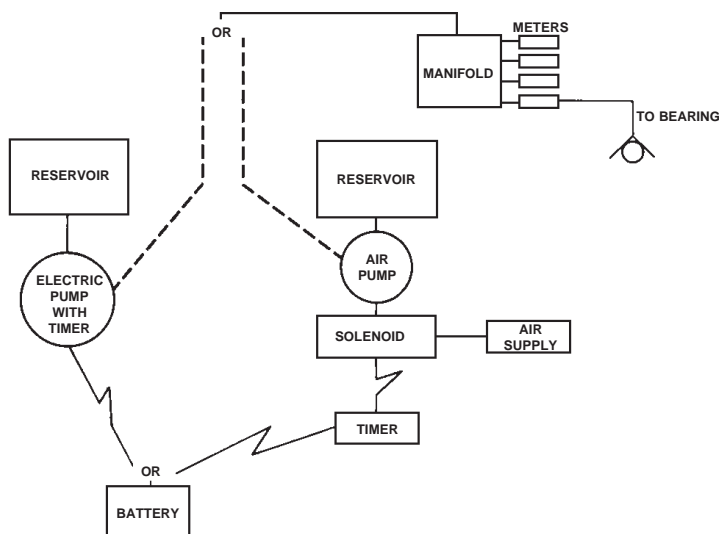 OR
METERS
MANIFOLD
TO BEARING
RESERVOIR
RESERVOIR
ELECTRIC
PUMP
WITH
TIMER
AIR
PUMP
SOLENOID
AIR
SUPPLY
TIMER
OR
BATTERY